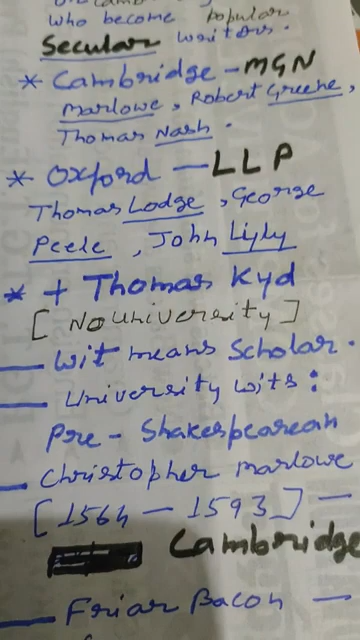 who become popular
Secular writers.
* Cambridge - MGN
Marlowe, Robert Greene,
Thomas Nash.
* Oxford — LLP
Thomas Lodge, George
Peele, John Lyly
* + Thomas Kyd
[No University]
— Wit means Scholar.
— University wits:
Pre - Shakespearean
— Christopher Marlowe
[1564 — 1593] —
Cambridge
— Friar Bacon —